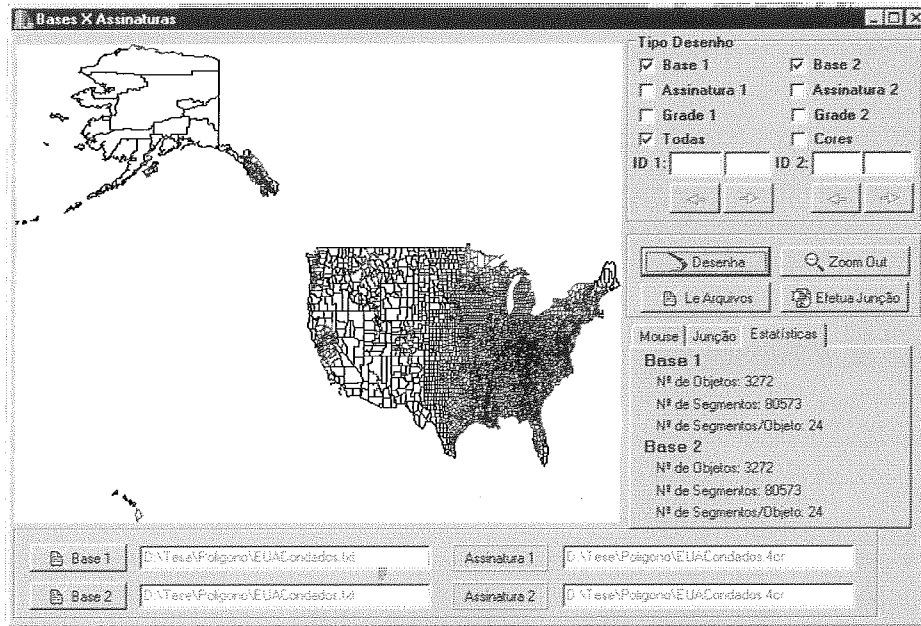 Bases X Assinaturas
Tipo Desenho
Base 1
Base 2
Assinatura 1
Assinatura 2
Grade 1
Grade 2
Todas
Cores
ID 1:
ID 2:
Desenha
Zoom Out
Le Arquivos
Efetua Junção
Mouse
Junção
Estatísticas
Base 1
Nº de Objetos: 3272
Nº de Segmentos: 80573
Nº de Segmentos/Objeto: 24
Base 2
Nº de Objetos: 3272
Nº de Segmentos: 80573
Nº de Segmentos/Objeto: 24
Base 1
D:\Tese\Poligono\EUACondados.txt
Assinatura 1
D:\Tese\Poligono\EUACondados.4cr
Base 2
D:\Tese\Poligono\EUACondados.txt
Assinatura 2
D:\Tese\Poligono\EUACondados.4cr